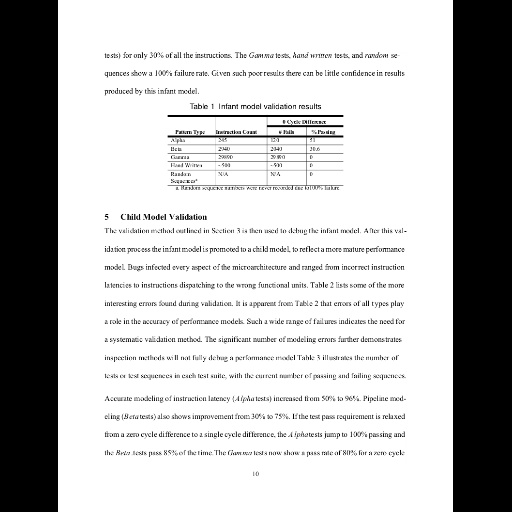 tests) for only 30% of all the instructions. The Gamma tests, hand written tests, and random se-
quences show a 100% failure rate. Given such poor results there can be little confidence in results
produced by this infant model.
Table 1 Infant model validation results
0 Cycle Difference
Pattern Type Instruction Count # Fails % Passing
Alpha 245 120 51
Beta 2940 2040 30.6
Gamma 29890 29890 0
Hand Written ~500 ~500 0
Random N/A N/A 0
Sequencesa
a. Random sequence numbers were never recorded due to 100% failure
5 Child Model Validation
The validation method outlined in Section 3 is then used to debug the infant model. After this val-
idation process the infant model is promoted to a child model, to reflect a more mature performance
model. Bugs infected every aspect of the microarchitecture and ranged from incorrect instruction
latencies to instructions dispatching to the wrong functional units. Table 2 lists some of the more
interesting errors found during validation. It is apparent from Table 2 that errors of all types play
a role in the accuracy of performance models. Such a wide range of failures indicates the need for
a systematic validation method. The significant number of modeling errors further demonstrates
inspection methods will not fully debug a performance model Table 3 illustrates the number of
tests or test sequences in each test suite, with the current number of passing and failing sequences.
Accurate modeling of instruction latency (Alpha tests) increased from 50% to 96%. Pipeline mod-
eling (Beta tests) also shows improvement from 30% to 75%. If the test pass requirement is relaxed
from a zero cycle difference to a single cycle difference, the Alpha tests jump to 100% passing and
the Beta tests pass 85% of the time. The Gamma tests now show a pass rate of 80% for a zero cycle
10